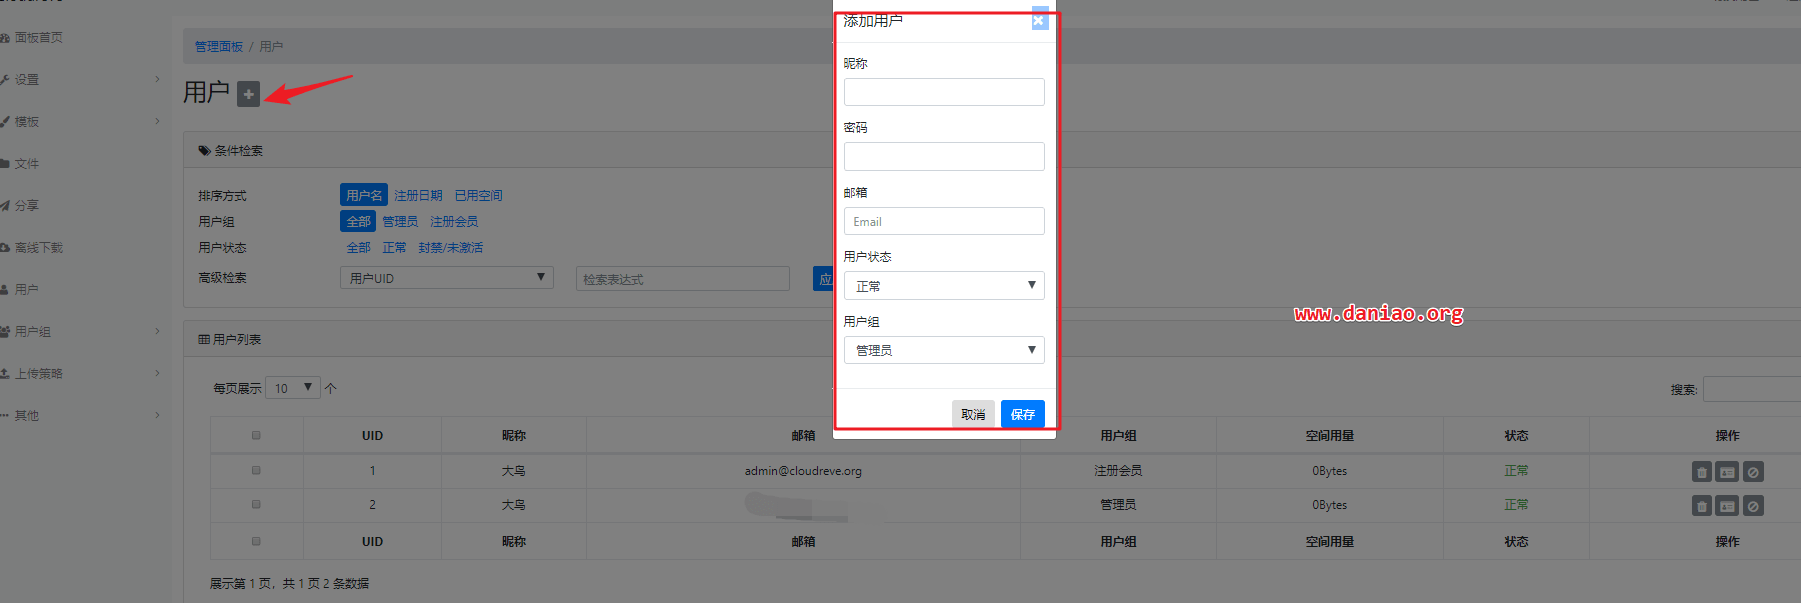 面板首页
设置
模板
文件
分享
离线下载
用户
用户组
上传策略
其他
管理面板 / 用户
用户
条件检索
排序方式 用户名 注册日期 已用空间
用户组 全部 管理员 注册会员
用户状态 全部 正常 封禁/未激活
高级检索 用户UID 检索表达式
添加用户
昵称
密码
邮箱
Email
用户状态
正常
用户组
管理员
取消 保存
www.daniao.org
用户列表
每页展示 10 个
搜索:
UID 昵称 邮箱 用户组 空间用量 状态 操作
1 大鸟 admin@cloudreve.org 注册会员 0Bytes 正常
2 大鸟 管理员 0Bytes 正常
UID 昵称 邮箱 用户组 空间用量 状态 操作
展示第 1 页，共 1 页 2 条数据